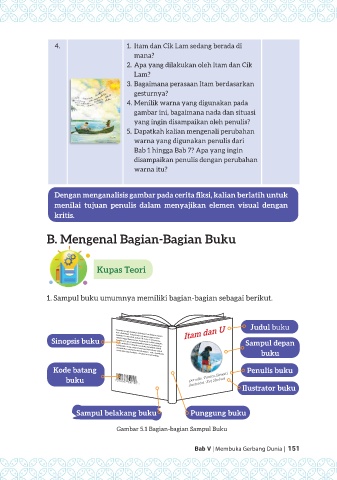 4.
1. Itam dan Cik Lam sedang berada di
mana?
2. Apa yang dilakukan oleh Itam dan Cik
Lam?
3. Bagaimana perasaan Itam berdasarkan
gesturnya?
4. Menilik warna yang digunakan pada
gambar ini, bagaimana nada dan situasi
yang ingin disampaikan oleh penulis?
5. Dapatkah kalian mengenali perubahan
warna yang digunakan penulis dari
Bab 1 hingga Bab 7? Apa yang ingin
disampaikan penulis dengan perubahan
warna itu?
Dengan menganalisis gambar pada cerita fiksi, kalian berlatih untuk
menilai tujuan penulis dalam menyajikan elemen visual dengan
kritis.
B. Mengenal Bagian-Bagian Buku
Kupas Teori
1. Sampul buku umumnya memiliki bagian-bagian sebagai berikut.
Itam dan U
Judul buku
Sinopsis buku
Sampul depan
buku
Kode batang
buku
Penulis buku
Ilustrator buku
Sampul belakang buku
Punggung buku
Gambar 5.1 Bagian-bagian Sampul Buku
Bab V | Membuka Gerbang Dunia | 151